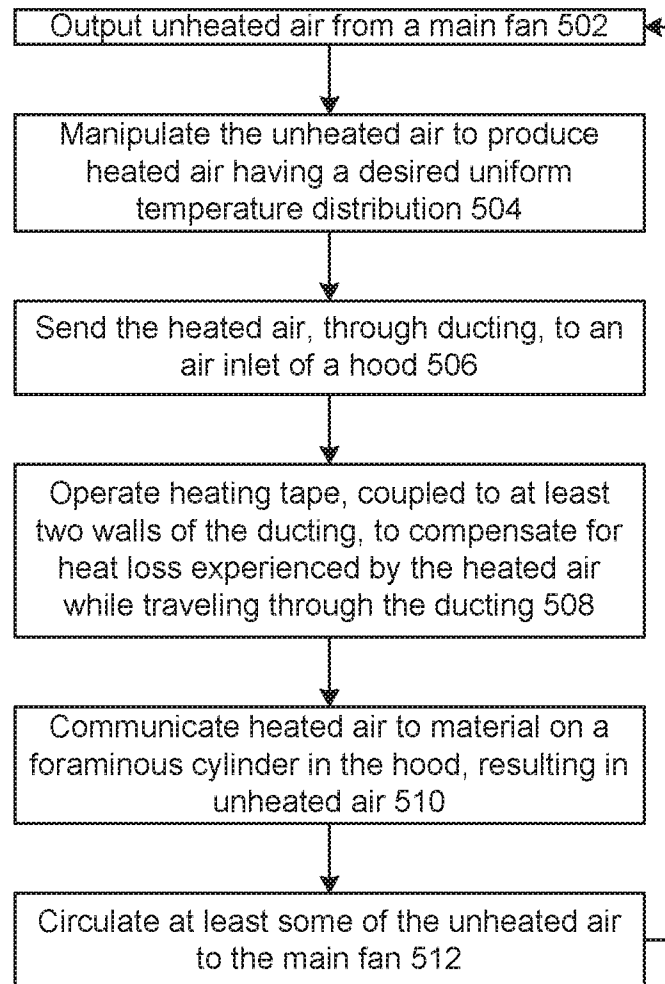 Output unheated air from a main fan 502
Manipulate the unheated air to produce
heated air having a desired uniform
temperature distribution 504
Send the heated air, through ducting, to an
air inlet of a hood 506
Operate heating tape, coupled to at least
two walls of the ducting, to compensate for
heat loss experienced by the heated air
while traveling through the ducting 508
Communicate heated air to material on a
foraminous cylinder in the hood, resulting in
unheated air 510
Circulate at least some of the unheated air
to the main fan 512